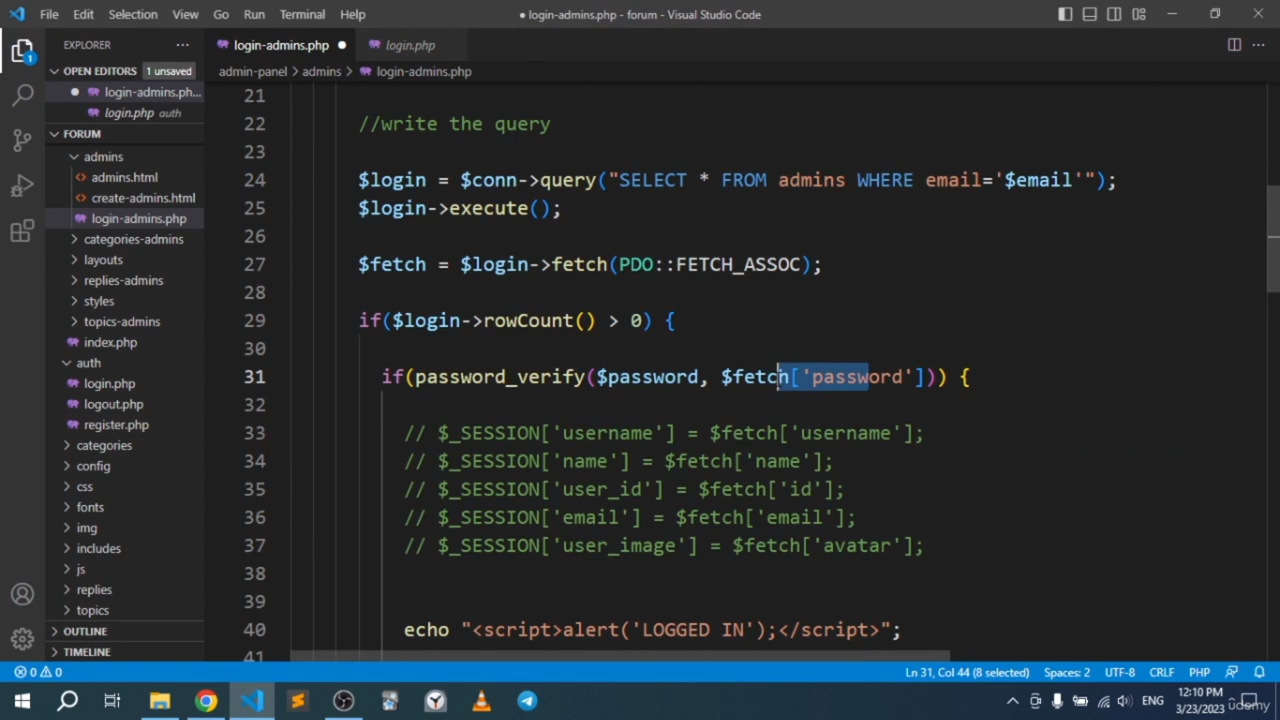 File Edit Selection View Go Run Terminal Help ● login-admins.php - forum - Visual Studio Code
EXPLORER ··· login-admins.php ● login.php ···
OPEN EDITORS 1 unsaved admin-panel > admins > login-admins.php
● login-admins.ph...
login.php auth
FORUM
admins
admins.html
create-admins.html
login-admins.php
categories-admins
layouts
replies-admins
styles
topics-admins
index.php
auth
login.php
logout.php
register.php
categories
config
css
fonts
img
includes
js
replies
topics
OUTLINE
TIMELINE
1
21
22 //write the query
23
24 $login = $conn->query("SELECT * FROM admins WHERE email='$email'");
25 $login->execute();
26
27 $fetch = $login->fetch(PDO::FETCH_ASSOC);
28
29 if($login->rowCount() > 0) {
30
31 if(password_verify($password, $fetch['password'])) {
32
33 // $_SESSION['username'] = $fetch['username'];
34 // $_SESSION['name'] = $fetch['name'];
35 // $_SESSION['user_id'] = $fetch['id'];
36 // $_SESSION['email'] = $fetch['email'];
37 // $_SESSION['user_image'] = $fetch['avatar'];
38
39
40 echo "<script>alert('LOGGED IN');</script>";
41
0 0 Ln 31, Col 44 (8 selected) Spaces: 2 UTF-8 CRLF PHP
ENG 12:10 PM
3/23/2023
udemy